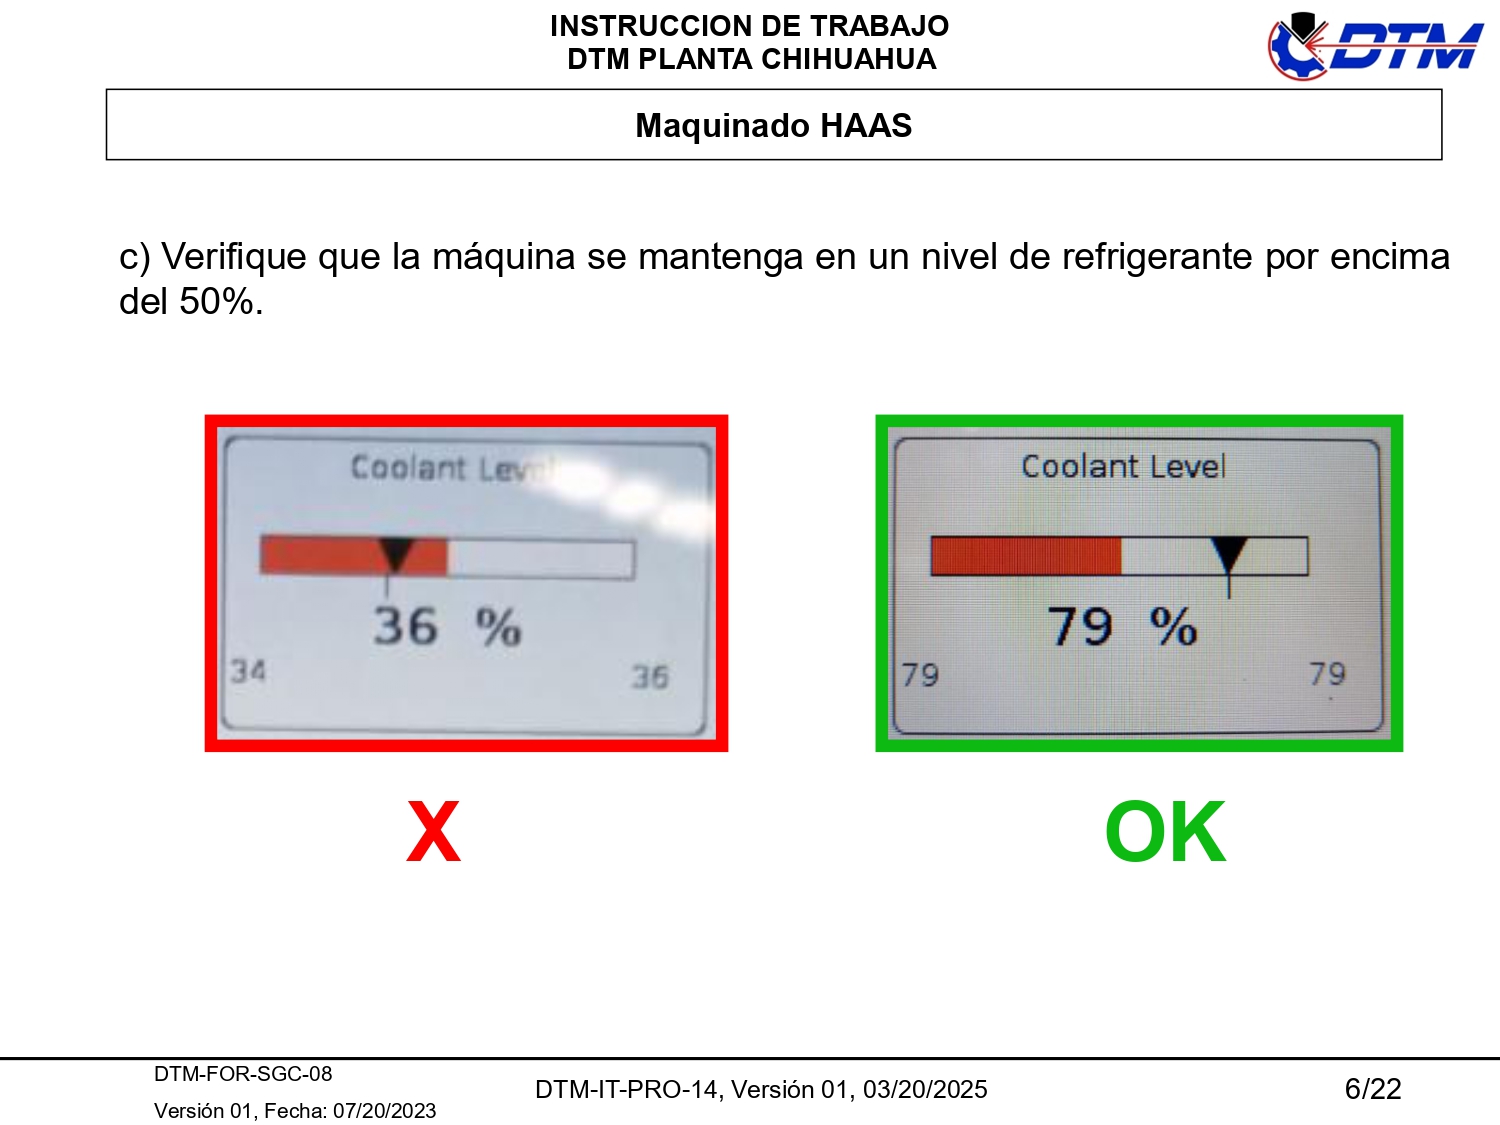 INSTRUCCION DE TRABAJO
DTM PLANTA CHIHUAHUA
DTM
Maquinado HAAS
c) Verifique que la máquina se mantenga en un nivel de refrigerante por encima
del 50%.
Coolant Level
36 %
34 36
Coolant Level
79 %
79 79
X
OK
DTM-FOR-SGC-08
Versión 01, Fecha: 07/20/2023
DTM-IT-PRO-14, Versión 01, 03/20/2025
6/22